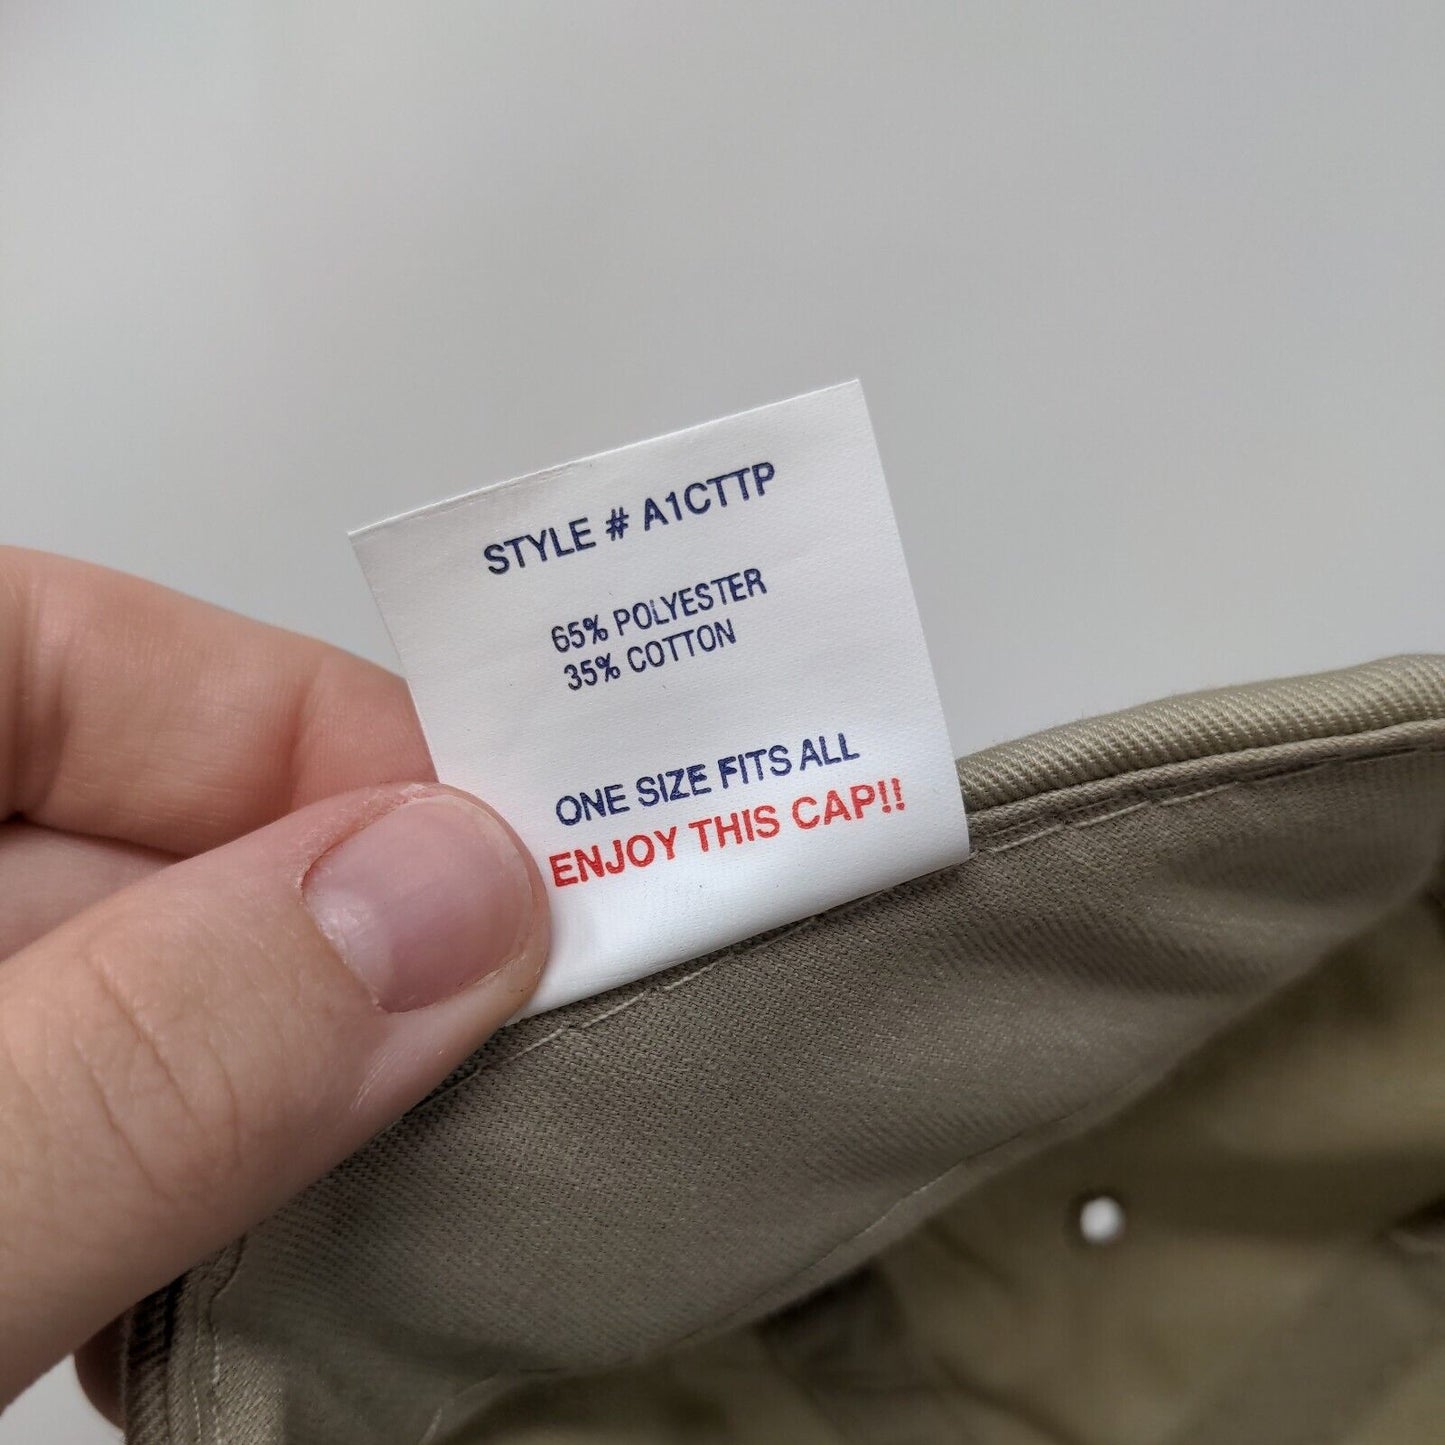 STYLE # A1CTTP
65% POLYESTER
35% COTTON
ONE SIZE FITS ALL
ENJOY THIS CAP!!